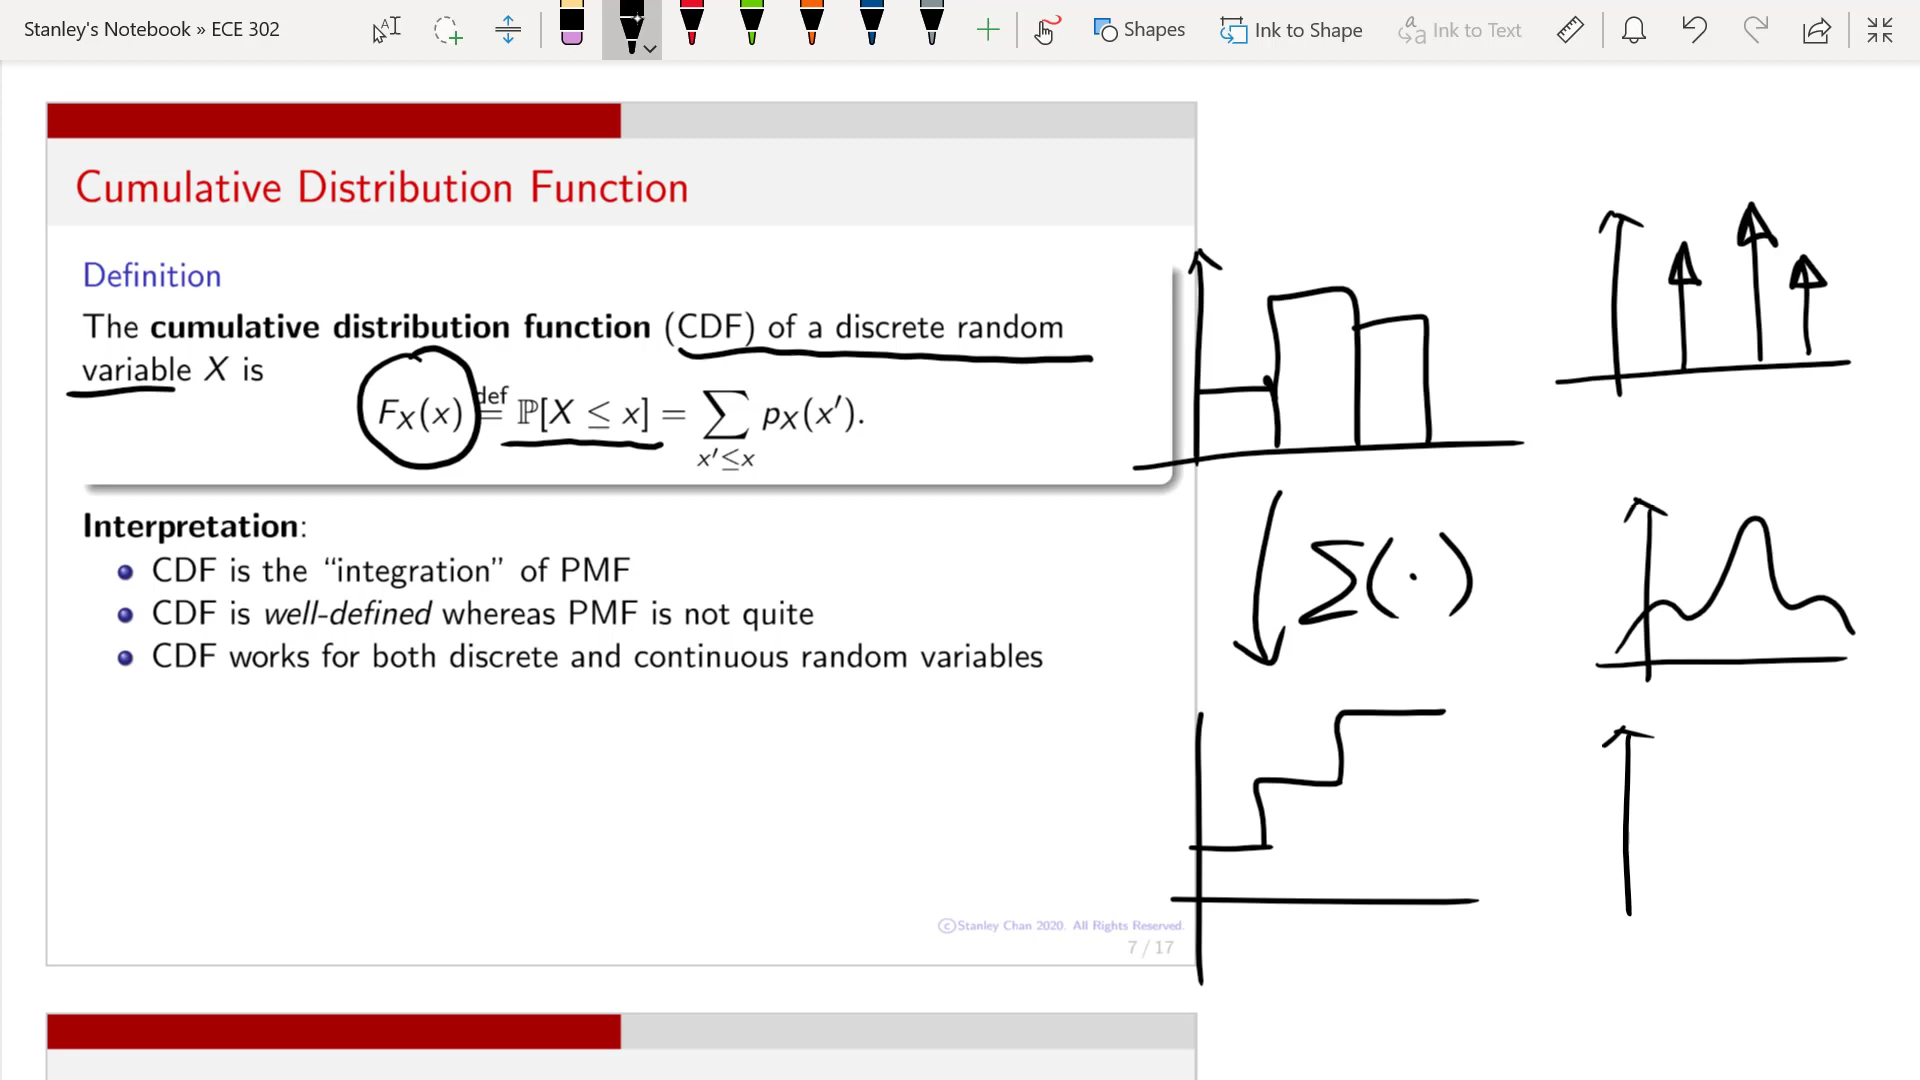 Stanley's Notebook » ECE 302
Shapes
Ink to Shape
Ink to Text
Cumulative Distribution Function
Definition
The cumulative distribution function (CDF) of a discrete random
variable X is
F_X(x) def= ℙ[X ≤ x] = ∑_{x′≤x} p_X(x′).
Interpretation:
CDF is the “integration” of PMF
CDF is well-defined whereas PMF is not quite
CDF works for both discrete and continuous random variables
∑(·)
©Stanley Chan 2020. All Rights Reserved.
7 / 17